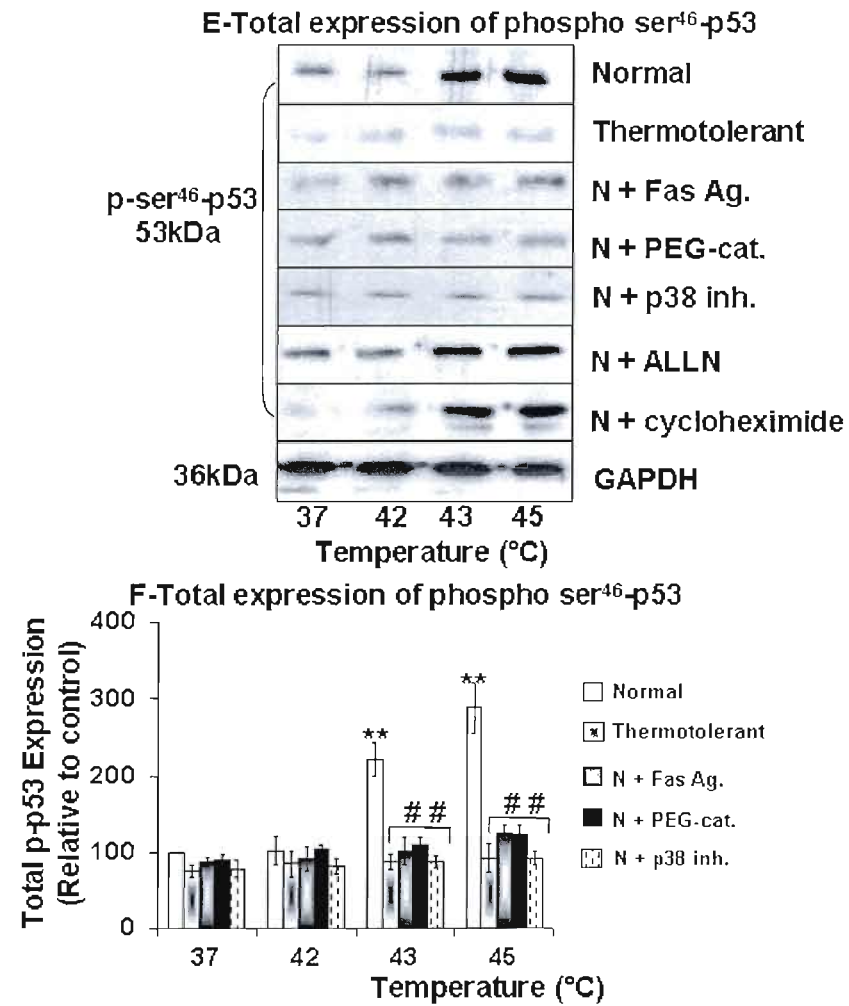 E-Total expression of phospho ser⁴⁶-p53
Normal
Thermotolerant
p-ser⁴⁶-p53
53kDa
N + Fas Ag.
N + PEG-cat.
N + p38 inh.
N + ALLN
N + cycloheximide
36kDa
GAPDH
37 42 43 45
Temperature (°C)
F-Total expression of phospho ser⁴⁶-p53
Total p-p53 Expression
(Relative to control)
400
300
200
100
0
**
**
##
##
37 42 43 45
Temperature (°C)
Normal
Thermotolerant
N + Fas Ag.
N + PEG-cat.
N + p38 inh.